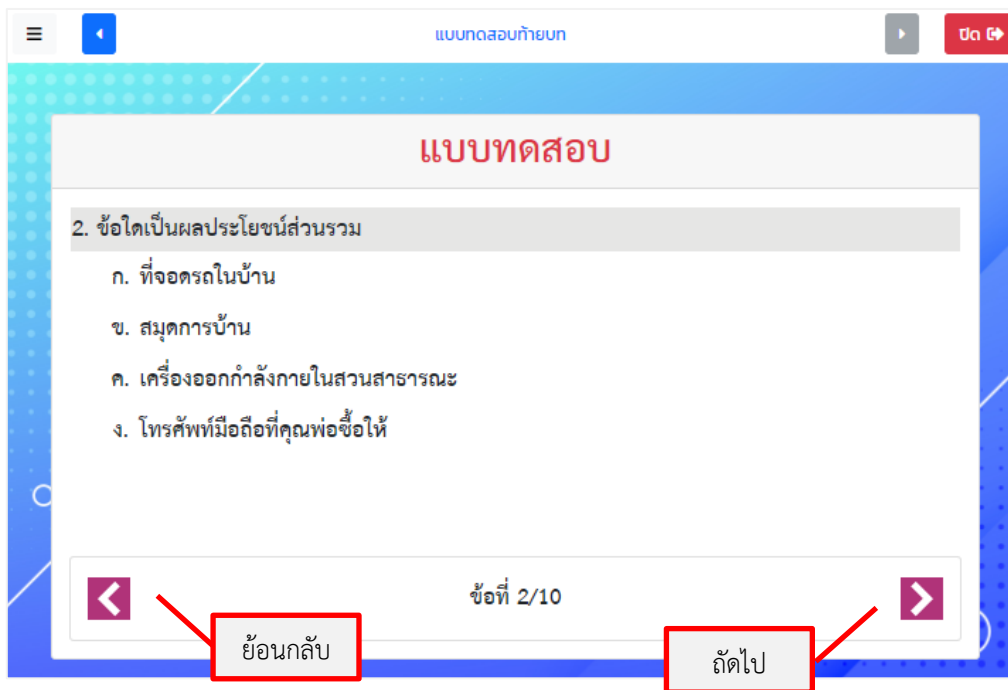 แบบทดสอบท้ายบท
ปิด
แบบทดสอบ
2. ข้อใดเป็นผลประโยชน์ส่วนรวม
ก. ที่จอดรถในบ้าน
ข. สมุดการบ้าน
ค. เครื่องออกกำลังกายในสวนสาธารณะ
ง. โทรศัพท์มือถือที่คุณพ่อซื้อให้
ข้อที่ 2/10
ย้อนกลับ
ถัดไป